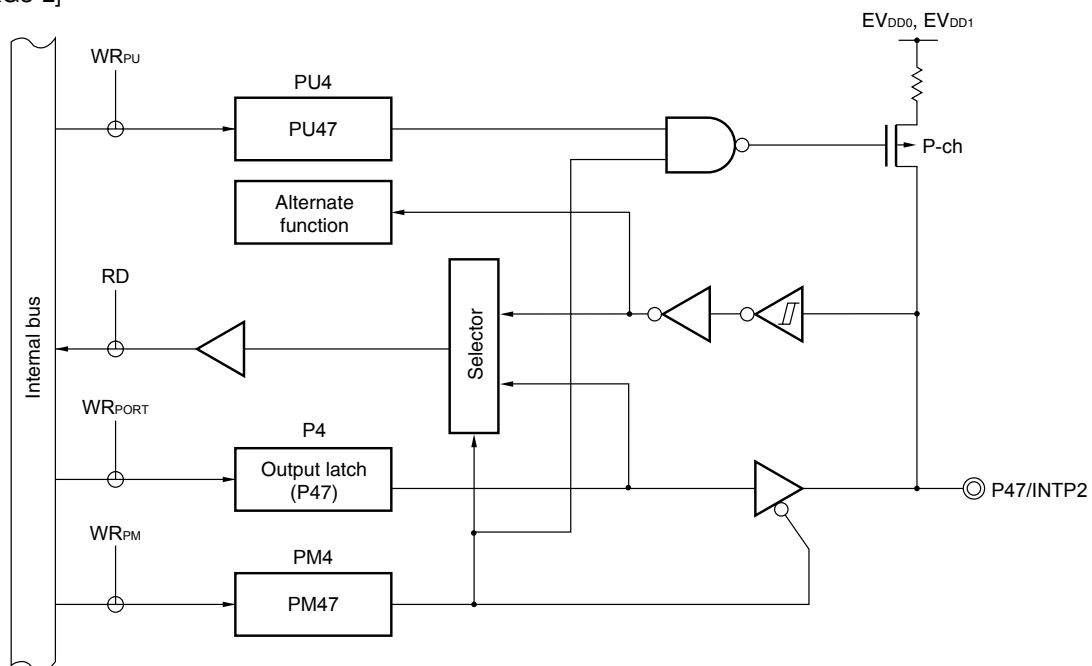 EVDD0, EVDD1
WRPU
PU4
PU47
P-ch
Alternate
function
RD
Selector
Internal bus
WRPORT
P4
Output latch
(P47)
P47/INTP2
WRPM
PM4
PM47